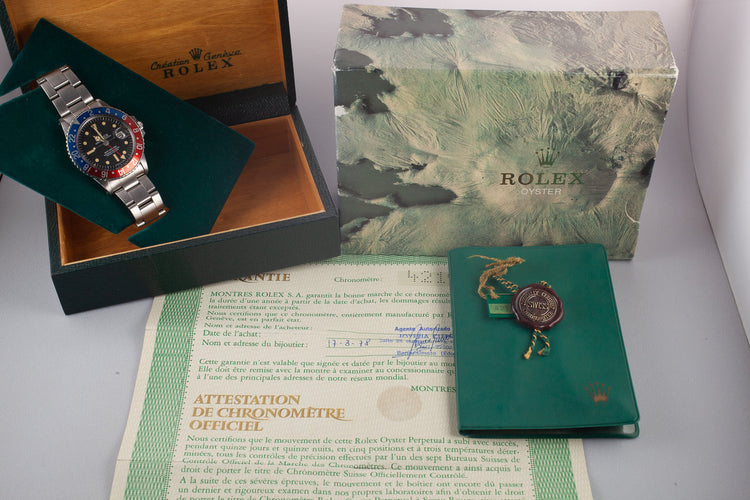 Création Genève
ROLEX
ROLEX
OYSTER
GARANTIE
Chronomètre: 421
MONTRES ROLEX S.A. garantit la bonne marche de ce chronomètre
la durée d'une année à partir de la date d'achat, les dommages
traitement étant exceptés.
Nous certifions que ce chronomètre, entièrement manufacturé par
Genève, est en parfait état.
Nom et adresse de l'acheteur:
Date de l'achat:
Nom et adresse du bijoutier:
17-8-78
Agente Autorizado
Cette garantie n'est valable que signée et datée par le bijoutier
Elle doit être remise avec la montre à examiner au concessionnaire
à l'une des principales adresses de notre réseau mondial.
MONTRES
ATTESTATION
DE CHRONOMÈTRE
OFFICIEL
Nous certifions que le mouvement de cette Rolex Oyster Perpetual a subi avec succès,
pendant quinze jours et quinze nuits, en cinq positions et à trois températures déter-
minées, tous les contrôles de précision effectués par l'un des sept Bureaux Suisses de
Contrôle Officiel de la Marche des Chronomètres. Ce mouvement a ainsi acquis le
droit de porter le titre de Chronomètre Suisse Officiel Contrôlé.
A la suite de ces sévères épreuves, le mouvement et le boîtier ont encore dû passer
un dernier et rigoureux examen dans nos propres laboratoires afin d'obtenir le droit